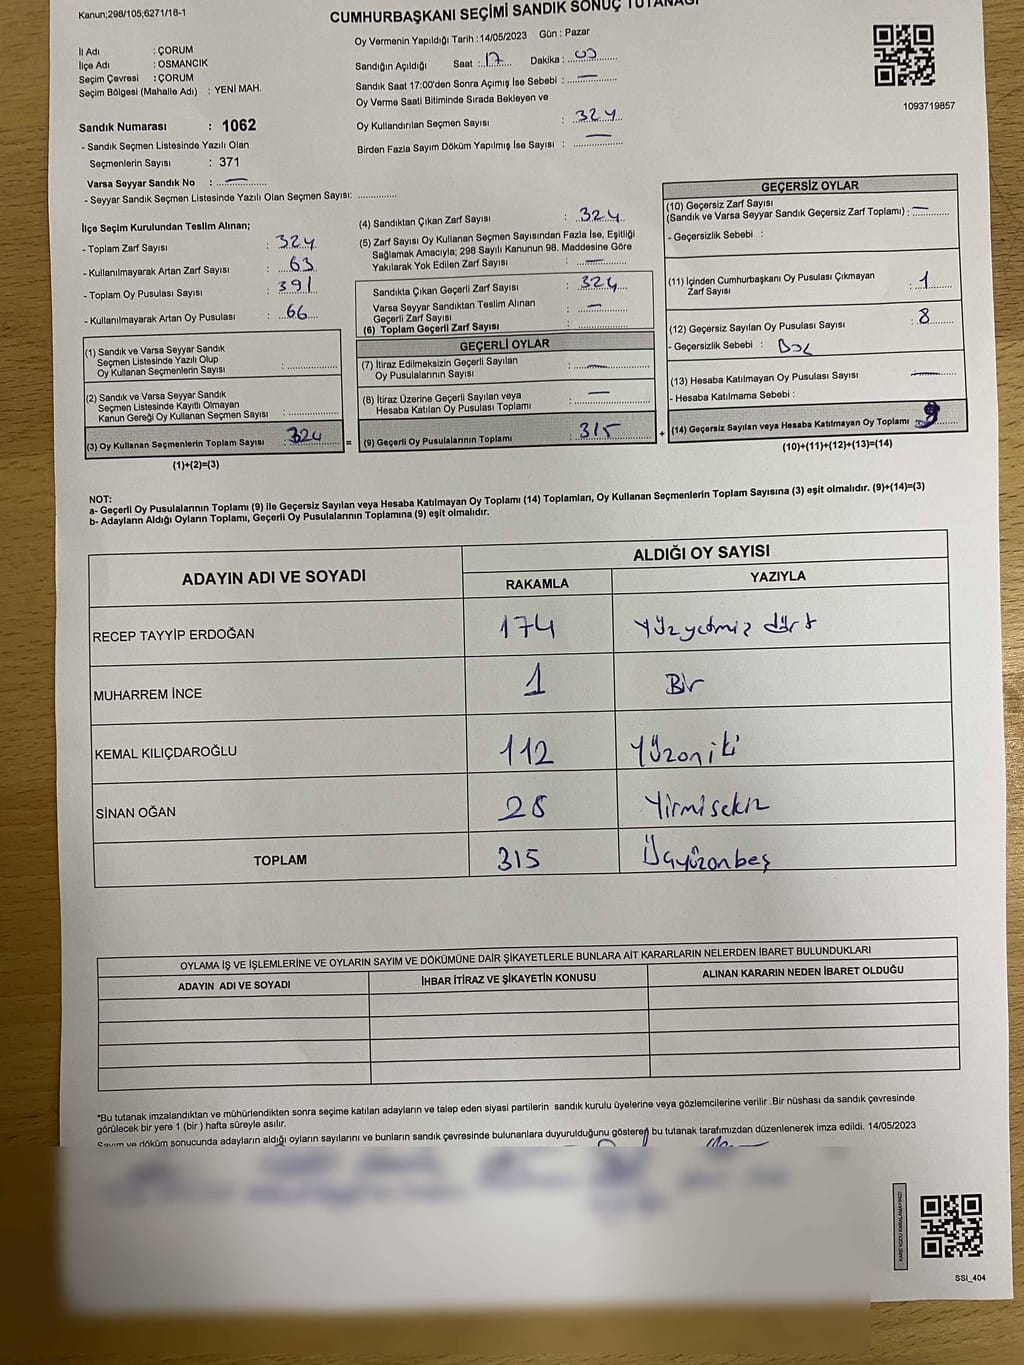 Kanun;298/105;6271/18-1
CUMHURBAŞKANI SEÇİMİ SANDIK SONUÇ TUTANAĞI
İl Adı : ÇORUM
İlçe Adı : OSMANCIK
Seçim Çevresi : ÇORUM
Seçim Bölgesi (Mahalle Adı) : YENİ MAH.
Sandık Numarası : 1062
- Sandık Seçmen Listesinde Yazılı Olan
Seçmenlerin Sayısı : 371
Varsa Seyyar Sandık No : —
- Seyyar Sandık Seçmen Listesinde Yazılı Olan Seçmen Sayısı: ..............
Oy Vermenin Yapıldığı Tarih : 14/05/2023 Gün : Pazar
Sandığın Açıldığı Saat : 17 Dakika : 03
Sandık Saat 17:00'den Sonra Açımış İse Sebebi : —
Oy Verme Saati Bitiminde Sırada Bekleyen ve
Oy Kullandırılan Seçmen Sayısı : 324
Birden Fazla Sayım Döküm Yapılmış İse Sayısı : —
1093719857
İlçe Seçim Kurulundan Teslim Alınan;
- Toplam Zarf Sayısı : 324
- Kullanılmayarak Artan Zarf Sayısı : 63
- Toplam Oy Pusulası Sayısı : 391
- Kullanılmayarak Artan Oy Pusulası : 66
(1) Sandık ve Varsa Seyyar Sandık
Seçmen Listesinde Yazılı Olup
Oy Kullanan Seçmenlerin Sayısı : ..............
(2) Sandık ve Varsa Seyyar Sandık
Seçmen Listesinde Kayıtlı Olmayan
Kanun Gereği Oy Kullanan Seçmen Sayısı : ..............
(3) Oy Kullanan Seçmenlerin Toplam Sayısı : 324
(1)+(2)=(3)
(4) Sandıktan Çıkan Zarf Sayısı : 324
(5) Zarf Sayısı Oy Kullanan Seçmen Sayısından Fazla İse, Eşitliği
Sağlamak Amacıyla; 298 Sayılı Kanunun 98. Maddesine Göre
Yakılarak Yok Edilen Zarf Sayısı : —
Sandıkta Çıkan Geçerli Zarf Sayısı : 324
Varsa Seyyar Sandıktan Teslim Alınan
Geçerli Zarf Sayısı : —
(6) Toplam Geçerli Zarf Sayısı : ..............
GEÇERLİ OYLAR
(7) İtiraz Edilmeksizin Geçerli Sayılan
Oy Pusulalarının Sayısı : —
(8) İtiraz Üzerine Geçerli Sayılan veya
Hesaba Katılan Oy Pusulaları Toplamı : —
= (9) Geçerli Oy Pusulalarının Toplamı : 315
GEÇERSİZ OYLAR
(10) Geçersiz Zarf Sayısı
(Sandık ve Varsa Seyyar Sandık Geçersiz Zarf Toplamı) : —
- Geçersizlik Sebebi :
(11) İçinden Cumhurbaşkanı Oy Pusulası Çıkmayan
Zarf Sayısı : 1
(12) Geçersiz Sayılan Oy Pusulası Sayısı : 8
- Geçersizlik Sebebi :
(13) Hesaba Katılmayan Oy Pusulası Sayısı : —
- Hesaba Katılmama Sebebi :
+ (14) Geçersiz Sayılan veya Hesaba Katılmayan Oy Toplamı : 9
(10)+(11)+(12)+(13)=(14)
NOT:
a- Geçerli Oy Pusulalarının Toplamı (9) ile Geçersiz Sayılan veya Hesaba Katılmayan Oy Toplamı (14) Toplamları, Oy Kullanan Seçmenlerin Toplam Sayısına (3) eşit olmalıdır. (9)+(14)=(3)
b- Adayların Aldığı Oyların Toplamı, Geçerli Oy Pusulalarının Toplamına (9) eşit olmalıdır.
ADAYIN ADI VE SOYADI
ALDIĞI OY SAYISI
RAKAMLA YAZIYLA
RECEP TAYYİP ERDOĞAN 174 Yüzyetmiz dört
MUHARREM İNCE 1 Bir
KEMAL KILIÇDAROĞLU 112 Yüzoniki
SİNAN OĞAN 28 Yirmisekiz
TOPLAM 315 Üçyüzonbeş
OYLAMA İŞ VE İŞLEMLERİNE VE OYLARIN SAYIM VE DÖKÜMÜNE DAİR ŞİKAYETLERLE BUNLARA AİT KARARLARIN NELERDEN İBARET BULUNDUKLARI
ADAYIN ADI VE SOYADI İHBAR İTİRAZ VE ŞİKAYETİN KONUSU ALINAN KARARIN NEDEN İBARET OLDUĞU
*Bu tutanak imzalandıktan ve mühürlendikten sonra seçime katılan adayların ve talep eden siyasi partilerin sandık kurulu üyelerine veya gözlemcilerine verilir .Bir nüshası da sandık çevresinde
görülecek bir yere 1 (bir ) hafta süreyle asılır.
Sayım ve döküm sonucunda adayların aldığı oyların sayılarını ve bunların sandık çevresinde bulunanlara duyurulduğunu gösteren bu tutanak tarafımızdan düzenlenerek imza edildi. 14/05/2023
KARE KODU KARALAMAYINIZ!
SSİ_404